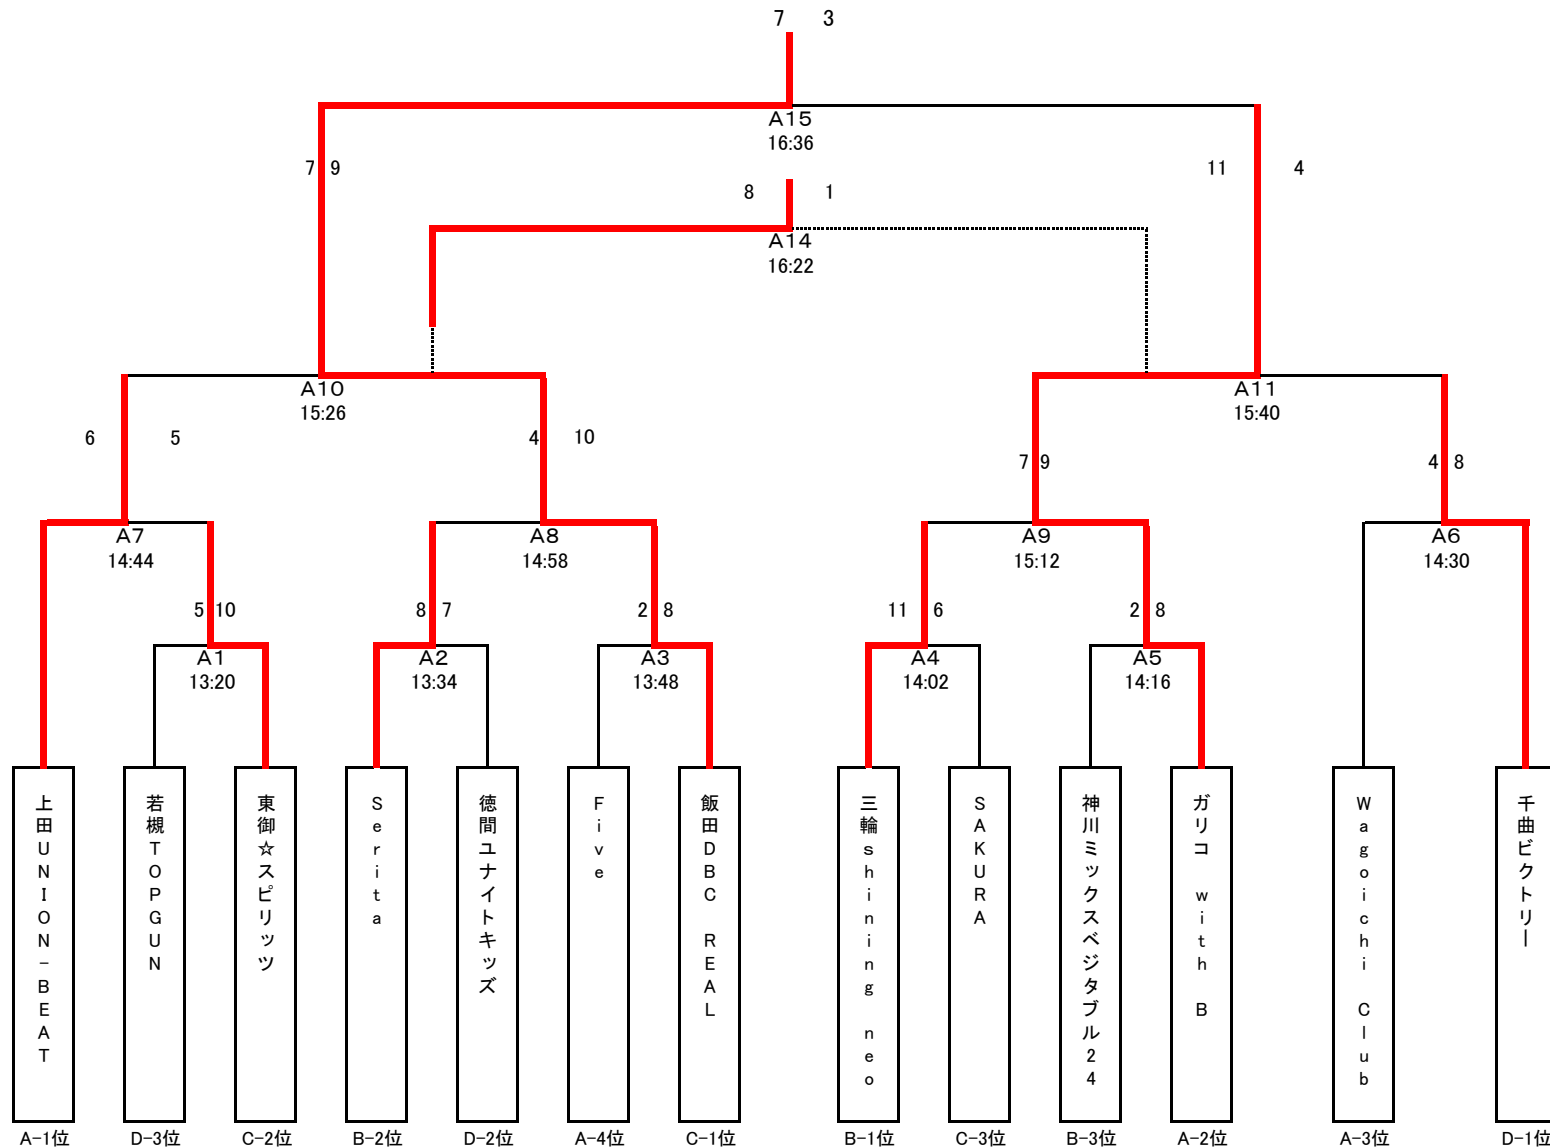 7 3
A15
16:36
7 9
11 4
8 1
A14
16:22
A10
15:26
A11
15:40
6 5
4 10
7 9
4 8
A7
14:44
A8
14:58
A9
15:12
A6
14:30
5 10
8 7
2 8
11 6
2 8
A1
13:20
A2
13:34
A3
13:48
A4
14:02
A5
14:16
上田UNION-BEAT
若槻TOPGUN
東御☆スピリッツ
Serita
徳間ユナイトキッズ
Five
飯田DBC REAL
三輪shining neo
SAKURA
神川ミックスベジタブル24
ガリコ with B
Wagoichi Club
千曲ビクトリー
A-1位
D-3位
C-2位
B-2位
D-2位
A-4位
C-1位
B-1位
C-3位
B-3位
A-2位
A-3位
D-1位